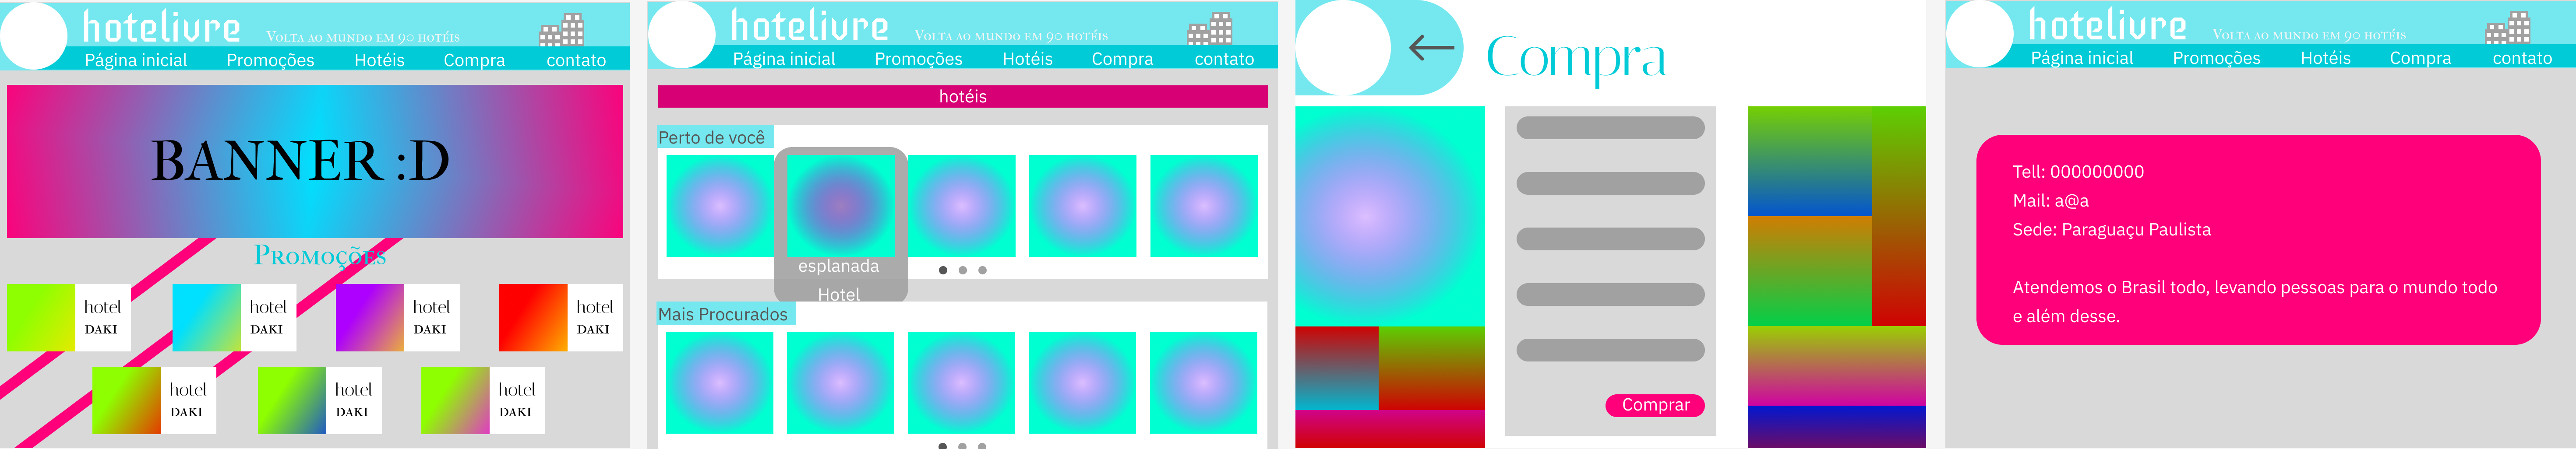 hotelivre
Volta ao mundo em 90 hotéis
Página inicial Promoções Hotéis Compra contato
BANNER :D
Promoções
hotel
DAKI
hotel
DAKI
hotel
DAKI
hotel
DAKI
hotel
DAKI
hotel
DAKI
hotel
DAKI
hotelivre
Volta ao mundo em 90 hotéis
Página inicial Promoções Hotéis Compra contato
hotéis
Perto de você
esplanada
Hotel
Mais Procurados
Compra
Comprar
hotelivre
Volta ao mundo em 90 hotéis
Página inicial Promoções Hotéis Compra contato
Tell: 000000000
Mail: a@a
Sede: Paraguaçu Paulista
Atendemos o Brasil todo, levando pessoas para o mundo todo
e além desse.